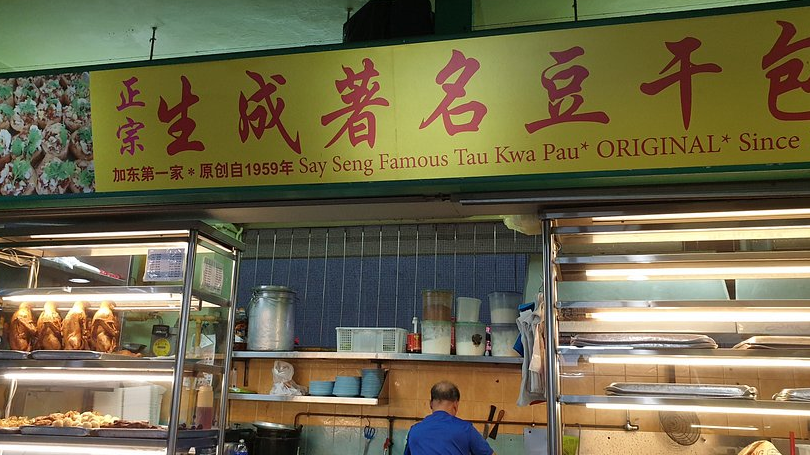 正宗 生成著名豆干包
加东第一家＊原创自1959年 Say Seng Famous Tau Kwa Pau* ORIGINAL* Since